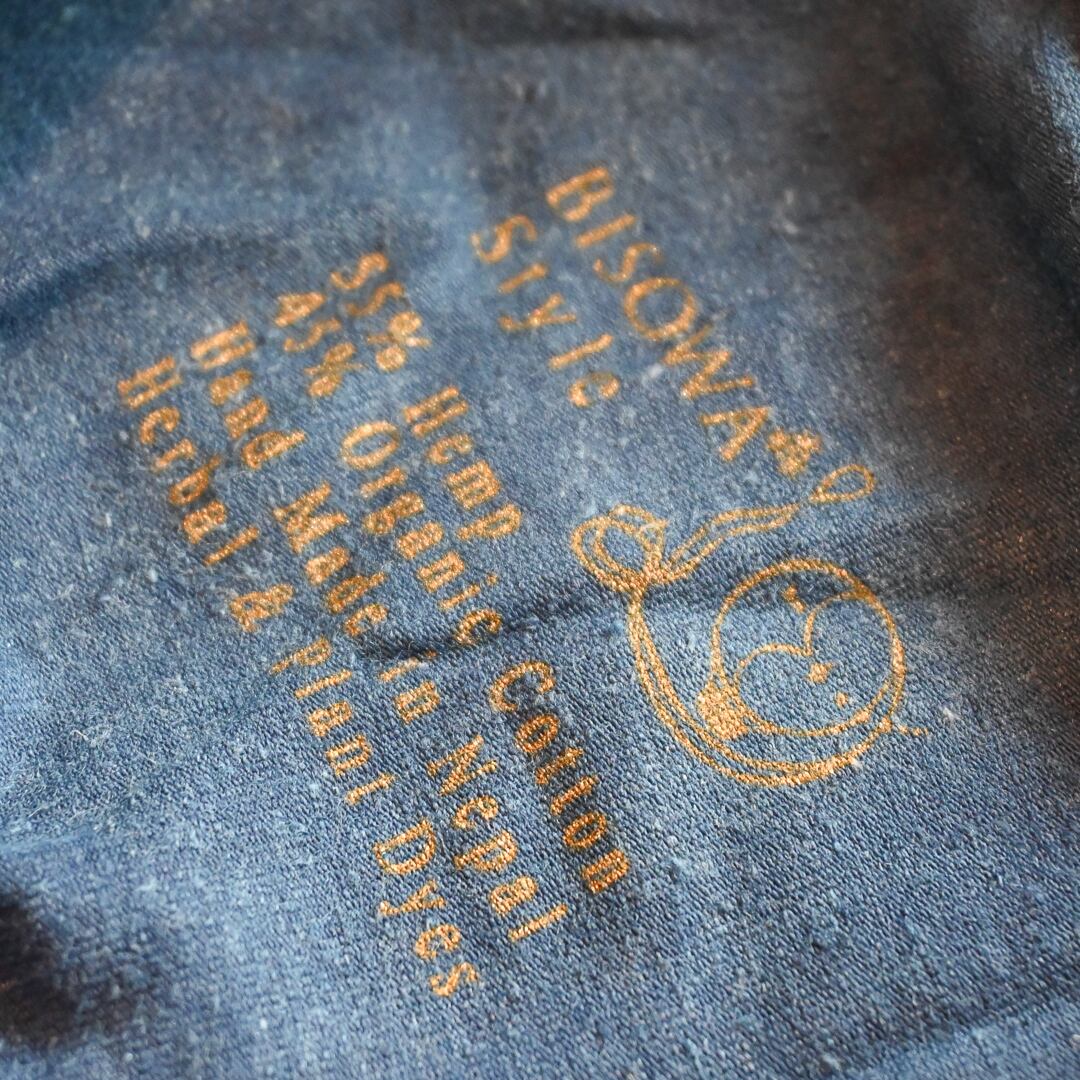 BISOWA
Style
55% Hemp
45% Organic Cotton
Hand Made in Nepal
Herbal & Plant Dyes